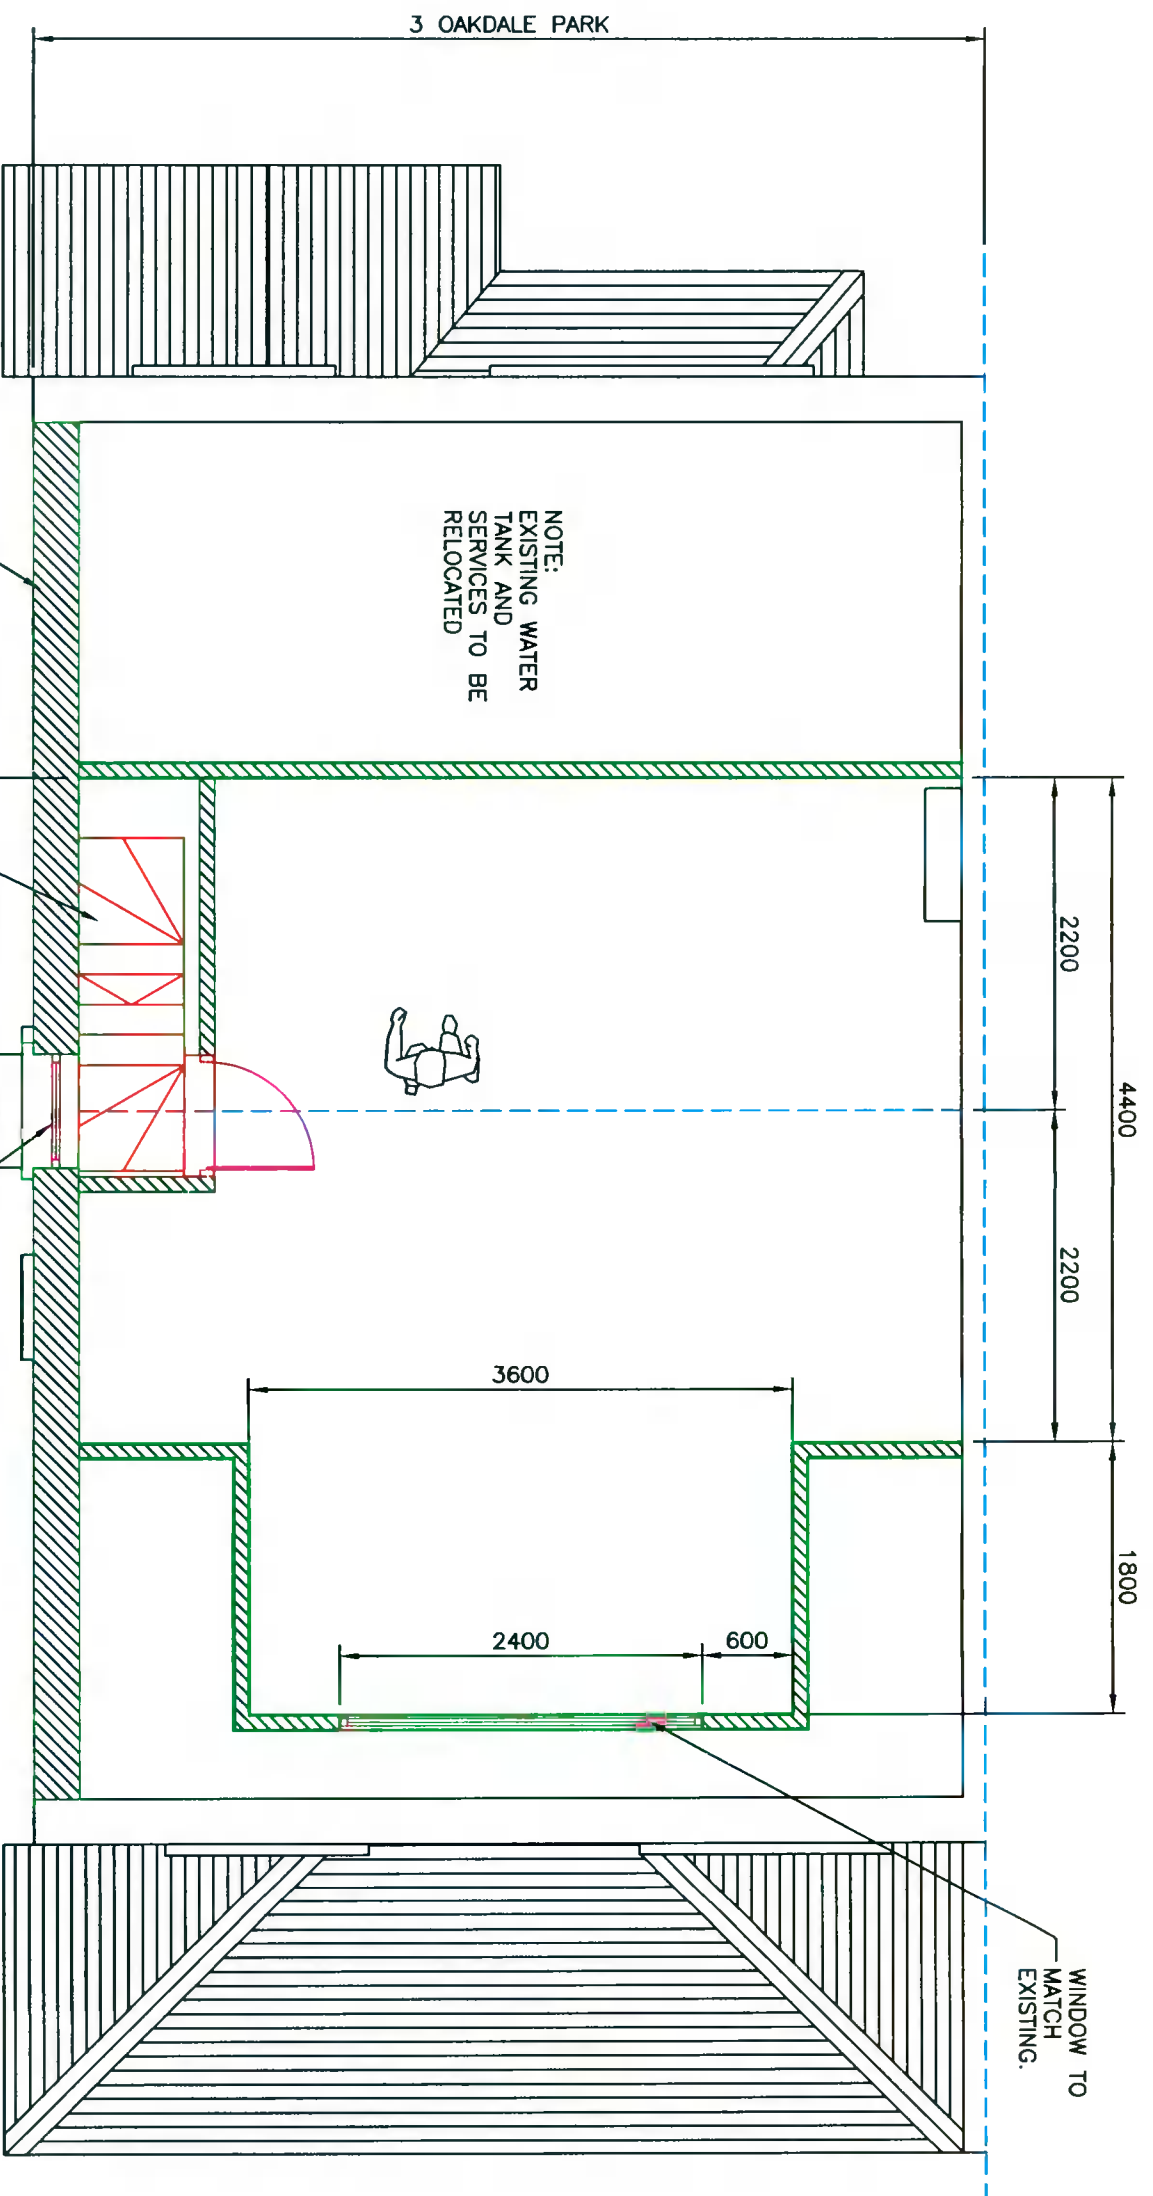 3 OAKDALE PARK
NOTE:
EXISTING WATER
TANK AND
SERVICES TO BE
RELOCATED
2200
4400
2200
3600
1800
2400
600
WINDOW TO
MATCH
EXISTING.